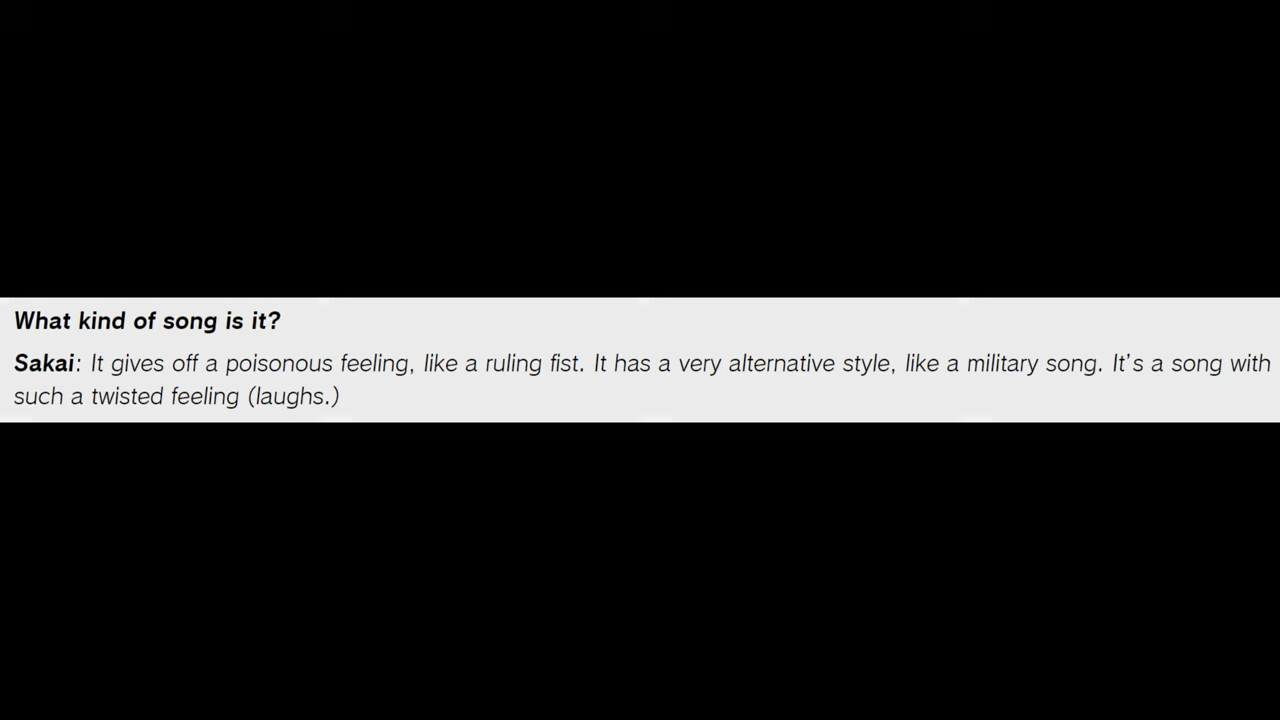 What kind of song is it?
Sakai: It gives off a poisonous feeling, like a ruling fist. It has a very alternative style, like a military song. It's a song with
such a twisted feeling (laughs.)